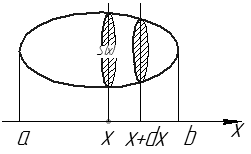 S(x)
a x x+dx b x